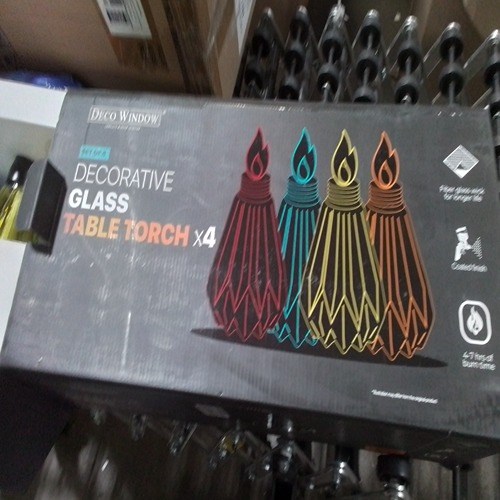 DECO WINDOW
DECORATIVE
GLASS
TABLE TORCH x4
Fiber glass wick
for longer life
Coated finish
4-7 hrs of
burn time